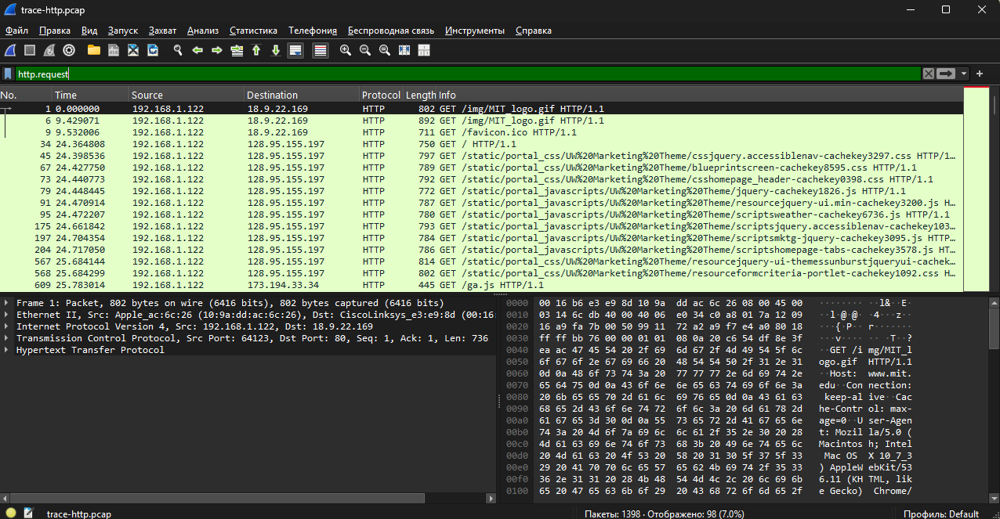 trace-http.pcap
Файл Правка Вид Запуск Захват Анализ Статистика Телефония Беспроводная связь Инструменты Справка
http.request
No. Time Source Destination Protocol Length Info
1 0.000000 192.168.1.122 18.9.22.169 HTTP 802 GET /img/MIT_logo.gif HTTP/1.1
6 9.429071 192.168.1.122 18.9.22.169 HTTP 892 GET /img/MIT_logo.gif HTTP/1.1
9 9.532006 192.168.1.122 18.9.22.169 HTTP 711 GET /favicon.ico HTTP/1.1
34 24.364808 192.168.1.122 128.95.155.197 HTTP 750 GET / HTTP/1.1
45 24.398536 192.168.1.122 128.95.155.197 HTTP 797 GET /static/portal_css/UW%20Marketing%20Theme/cssjquery.accessiblenav-cachekey3297.css HTTP/1…
67 24.427750 192.168.1.122 128.95.155.197 HTTP 789 GET /static/portal_css/UW%20Marketing%20Theme/blueprintscreen-cachekey8595.css HTTP/1.1
73 24.440773 192.168.1.122 128.95.155.197 HTTP 792 GET /static/portal_css/UW%20Marketing%20Theme/csshomepage_header-cachekey0398.css HTTP/1.1
79 24.448445 192.168.1.122 128.95.155.197 HTTP 772 GET /static/portal_javascripts/UW%20Marketing%20Theme/jquery-cachekey1826.js HTTP/1.1
91 24.470914 192.168.1.122 128.95.155.197 HTTP 787 GET /static/portal_javascripts/UW%20Marketing%20Theme/resourcejquery-ui.min-cachekey3200.js H…
95 24.472207 192.168.1.122 128.95.155.197 HTTP 780 GET /static/portal_javascripts/UW%20Marketing%20Theme/scriptsweather-cachekey6736.js HTTP/1.1
175 24.661842 192.168.1.122 128.95.155.197 HTTP 793 GET /static/portal_javascripts/UW%20Marketing%20Theme/scriptsjquery.accessiblenav-cachekey103…
197 24.704354 192.168.1.122 128.95.155.197 HTTP 784 GET /static/portal_javascripts/UW%20Marketing%20Theme/scriptsmktg-jquery-cachekey3095.js HTTP…
204 24.717050 192.168.1.122 128.95.155.197 HTTP 786 GET /static/portal_javascripts/UW%20Marketing%20Theme/scriptshomepage-tabs-cachekey3578.js HT…
567 25.684144 192.168.1.122 128.95.155.197 HTTP 814 GET /static/portal_css/UW%20Marketing%20Theme/resourcejquery-ui-themessunburstjqueryui-cachek…
568 25.684299 192.168.1.122 128.95.155.197 HTTP 802 GET /static/portal_css/UW%20Marketing%20Theme/resourceformcriteria-portlet-cachekey1092.css H…
609 25.783014 192.168.1.122 173.194.33.34 HTTP 445 GET /ga.js HTTP/1.1
Frame 1: Packet, 802 bytes on wire (6416 bits), 802 bytes captured (6416 bits)
Ethernet II, Src: Apple_ac:6c:26 (10:9a:dd:ac:6c:26), Dst: CiscoLinksys_e3:e9:8d (00:16:
Internet Protocol Version 4, Src: 192.168.1.122, Dst: 18.9.22.169
Transmission Control Protocol, Src Port: 64123, Dst Port: 80, Seq: 1, Ack: 1, Len: 736
Hypertext Transfer Protocol
0000 00 16 b6 e3 e9 8d 10 9a dd ac 6c 26 08 00 45 00 ········ ··l&··E·
0010 03 14 6c db 40 00 40 06 e0 34 c0 a8 01 7a 12 09 ··l·@·@· ·4···z··
0020 16 a9 fa 7b 00 50 99 11 72 a2 a9 f7 e4 a0 80 18 ···{·P·· r·······
0030 ff ff bb 76 00 00 01 01 08 0a 20 c6 54 df 8e 3f ···v···· ·· ·T··?
0040 ea ac 47 45 54 20 2f 69 6d 67 2f 4d 49 54 5f 6c ··GET /i mg/MIT_l
0050 6f 67 6f 2e 67 69 66 20 48 54 54 50 2f 31 2e 31 ogo.gif HTTP/1.1
0060 0d 0a 48 6f 73 74 3a 20 77 77 77 2e 6d 69 74 2e ··Host: www.mit.
0070 65 64 75 0d 0a 43 6f 6e 6e 65 63 74 69 6f 6e 3a edu··Con nection:
0080 20 6b 65 65 70 2d 61 6c 69 76 65 0d 0a 43 61 63 keep-al ive··Cac
0090 68 65 2d 43 6f 6e 74 72 6f 6c 3a 20 6d 61 78 2d he-Contr ol: max-
00a0 61 67 65 3d 30 0d 0a 55 73 65 72 2d 41 67 65 6e age=0··U ser-Agen
00b0 74 3a 20 4d 6f 7a 69 6c 6c 61 2f 35 2e 30 20 28 t: Mozil la/5.0 (
00c0 4d 61 63 69 6e 74 6f 73 68 3b 20 49 6e 74 65 6c Macintos h; Intel
00d0 20 4d 61 63 20 4f 53 20 58 20 31 30 5f 37 5f 33 Mac OS X 10_7_3
00e0 29 20 41 70 70 6c 65 57 65 62 4b 69 74 2f 35 33 ) AppleW ebKit/53
00f0 36 2e 31 31 20 28 4b 48 54 4d 4c 2c 20 6c 69 6b 6.11 (KH TML, lik
0100 65 20 47 65 63 6b 6f 29 20 43 68 72 6f 6d 65 2f e Gecko) Chrome/
trace-http.pcap
Пакеты: 1398 · Отображено: 98 (7.0%)
Профиль: Default